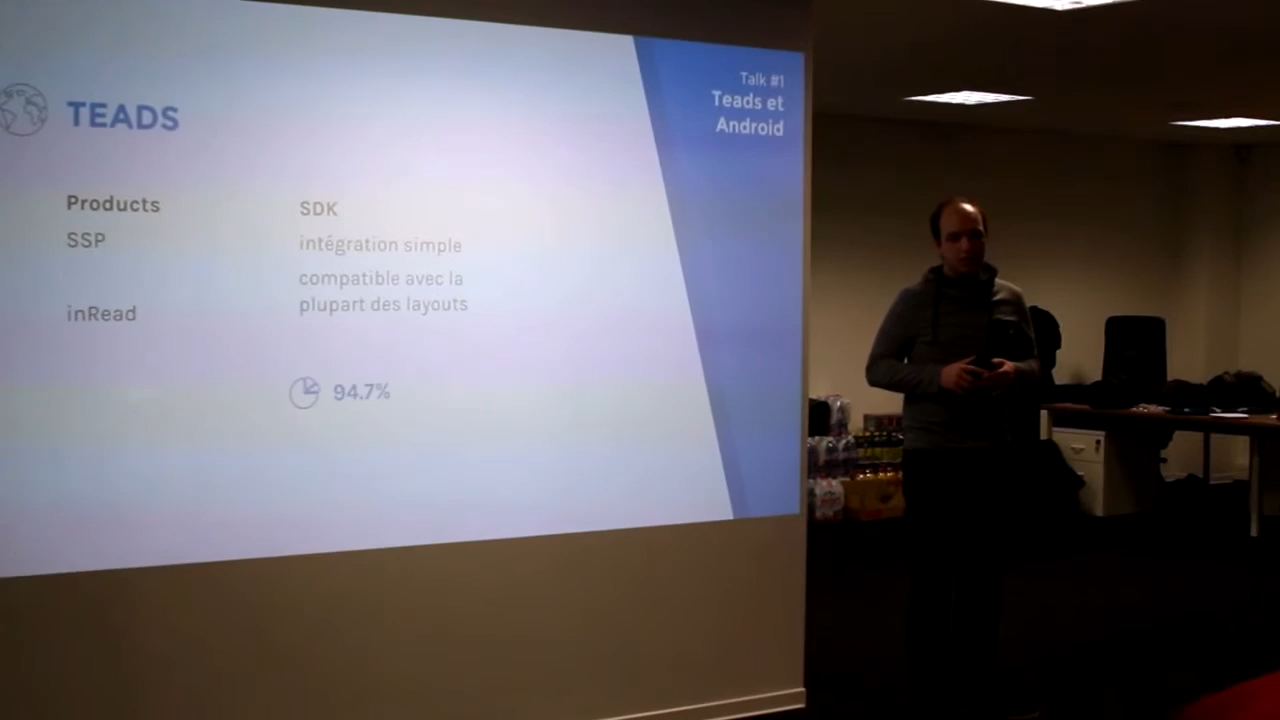 TEADS
Products
SSP
inRead
SDK
intégration simple
compatible avec la
plupart des layouts
94.7%
Talk #1
Teads et
Android